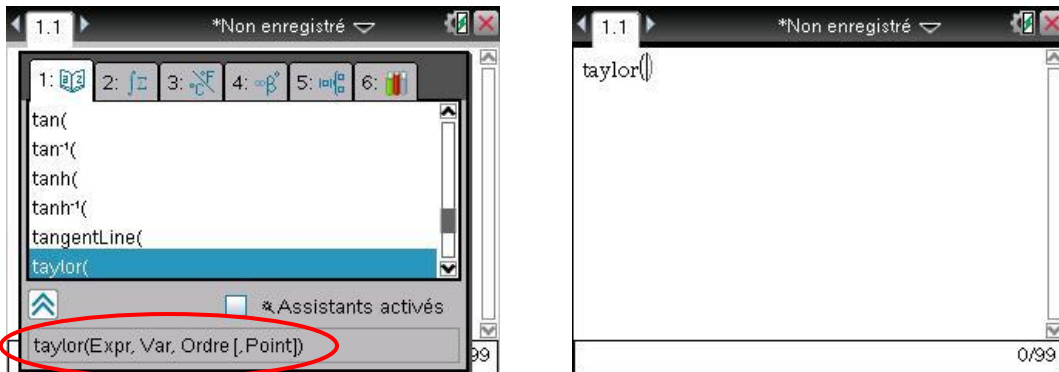 1.1 *Non enregistré
1: 2: ∫Σ 3: °C°F 4: ∞β° 5: 6:
tan(
tan⁻¹(
tanh(
tanh⁻¹(
tangentLine(
taylor(
Assistants activés
taylor(Expr, Var, Ordre [, Point])
99
1.1 *Non enregistré
taylor()
0/99